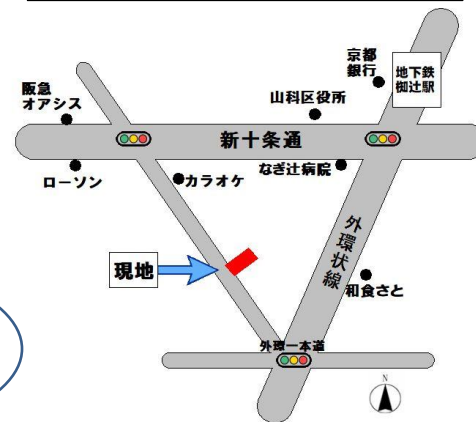 京都
銀行
地下鉄
椥辻駅
阪急
オアシス
山科区役所
新十条通
ローソン
カラオケ
なぎ辻病院
外環状線
現地
和食さと
外環一本道
N